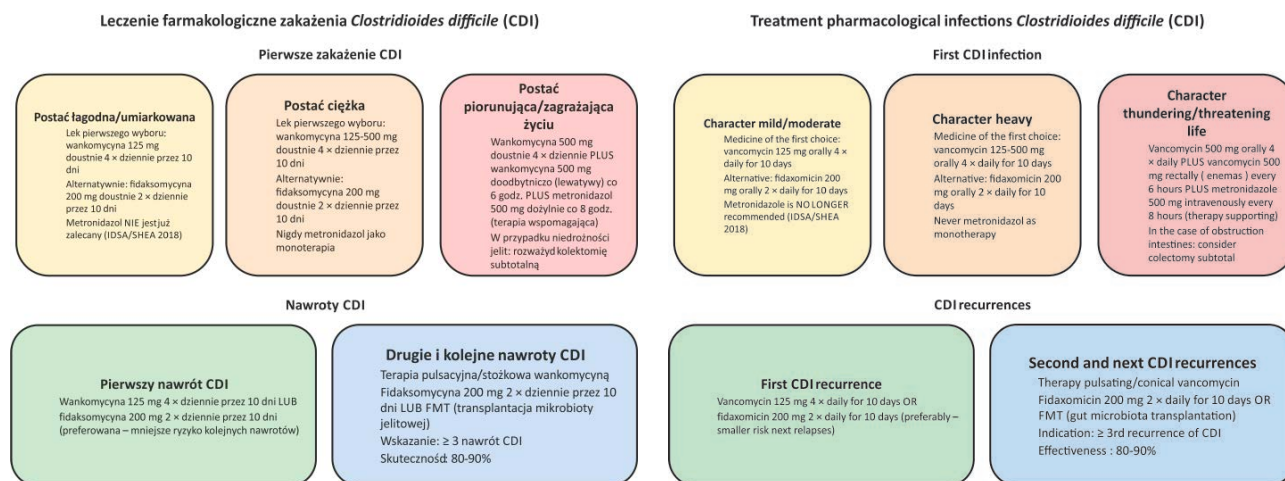 Leczenie farmakologiczne zakażenia Clostridioides difficile (CDI)
Pierwsze zakażenie CDI
Postać łagodna/umiarkowana
Lek pierwszego wyboru:
wankomycyna 125 mg
doustnie 4 × dziennie przez 10
dni
Alternatywnie: fidaksomycyna
200 mg doustnie 2 × dziennie
przez 10 dni
Metronidazol NIE jest już
zalecany (IDSA/SHEA 2018)
Postać ciężka
Lek pierwszego wyboru:
wankomycyna 125-500 mg
doustnie 4 × dziennie przez
10 dni
Alternatywnie:
fidaksomycyna 200 mg
doustnie 2 × dziennie przez
10 dni
Nigdy metronidazol jako
monoterapia
Postać
piorunująca/zagrażająca
życiu
Wankomycyna 500 mg
doustnie 4 × dziennie PLUS
wankomycyna 500 mg
doodbytniczo (lewatywy) co
6 godz. PLUS metronidazol
500 mg dożylnie co 8 godz.
(terapia wspomagająca)
W przypadku niedrożności
jelit: rozważyd kolektomię
subtotalną
Nawroty CDI
Pierwszy nawrót CDI
Wankomycyna 125 mg 4 × dziennie przez 10 dni LUB
fidaksomycyna 200 mg 2 × dziennie przez 10 dni
(preferowana – mniejsze ryzyko kolejnych nawrotów)
Drugie i kolejne nawroty CDI
Terapia pulsacyjna/stożkowa wankomycyną
Fidaksomycyna 200 mg 2 × dziennie przez 10
dni LUB FMT (transplantacja mikrobioty
jelitowej)
Wskazanie: ≥ 3 nawrót CDI
Skutecznośd: 80-90%
Treatment pharmacological infections Clostridioides difficile (CDI)
First CDI infection
Character mild/moderate
Medicine of the first choice:
vancomycin 125 mg orally 4 ×
daily for 10 days
Alternative: fidaxomicin 200
mg orally 2 × daily for 10 days
Metronidazole is NO LONGER
recommended (IDSA/SHEA
2018)
Character heavy
Medicine of the first choice:
vancomycin 125-500 mg
orally 4 × daily for 10 days
Alternative: fidaxomicin 200
mg orally 2 × daily for 10
days
Never metronidazole as
monotherapy
Character
thundering/threatening
life
Vancomycin 500 mg orally 4
× daily PLUS vancomycin 500
mg rectally ( enemas ) every
6 hours PLUS metronidazole
500 mg intravenously every
8 hours (therapy supporting)
In the case of obstruction
intestines: consider
colectomy subtotal
CDI recurrences
First CDI recurrence
Vancomycin 125 mg 4 × daily for 10 days OR
fidaxomicin 200 mg 2 × daily for 10 days (preferably –
smaller risk next relapses)
Second and next CDI recurrences
Therapy pulsating/conical vancomycin
Fidaxomicin 200 mg 2 × daily for 10 days OR
FMT (gut microbiota transplantation)
Indication: ≥ 3rd recurrence of CDI
Effectiveness : 80-90%